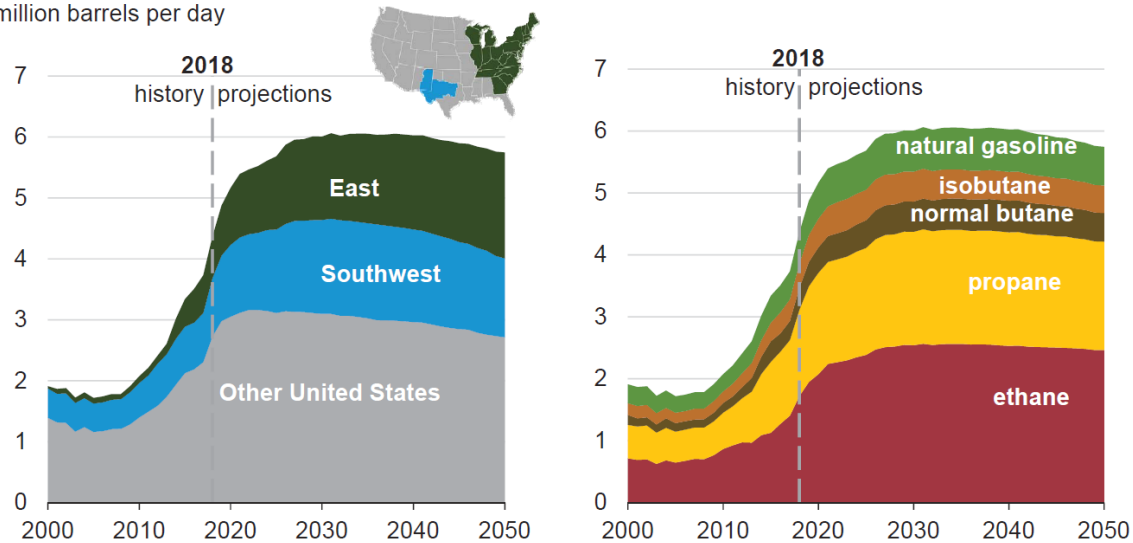 million barrels per day
2018
history projections
7
6
5
4
3
2
1
0
East
Southwest
Other United States
2000 2010 2020 2030 2040 2050
2018
history projections
7
6
5
4
3
2
1
0
natural gasoline
isobutane
normal butane
propane
ethane
2000 2010 2020 2030 2040 2050